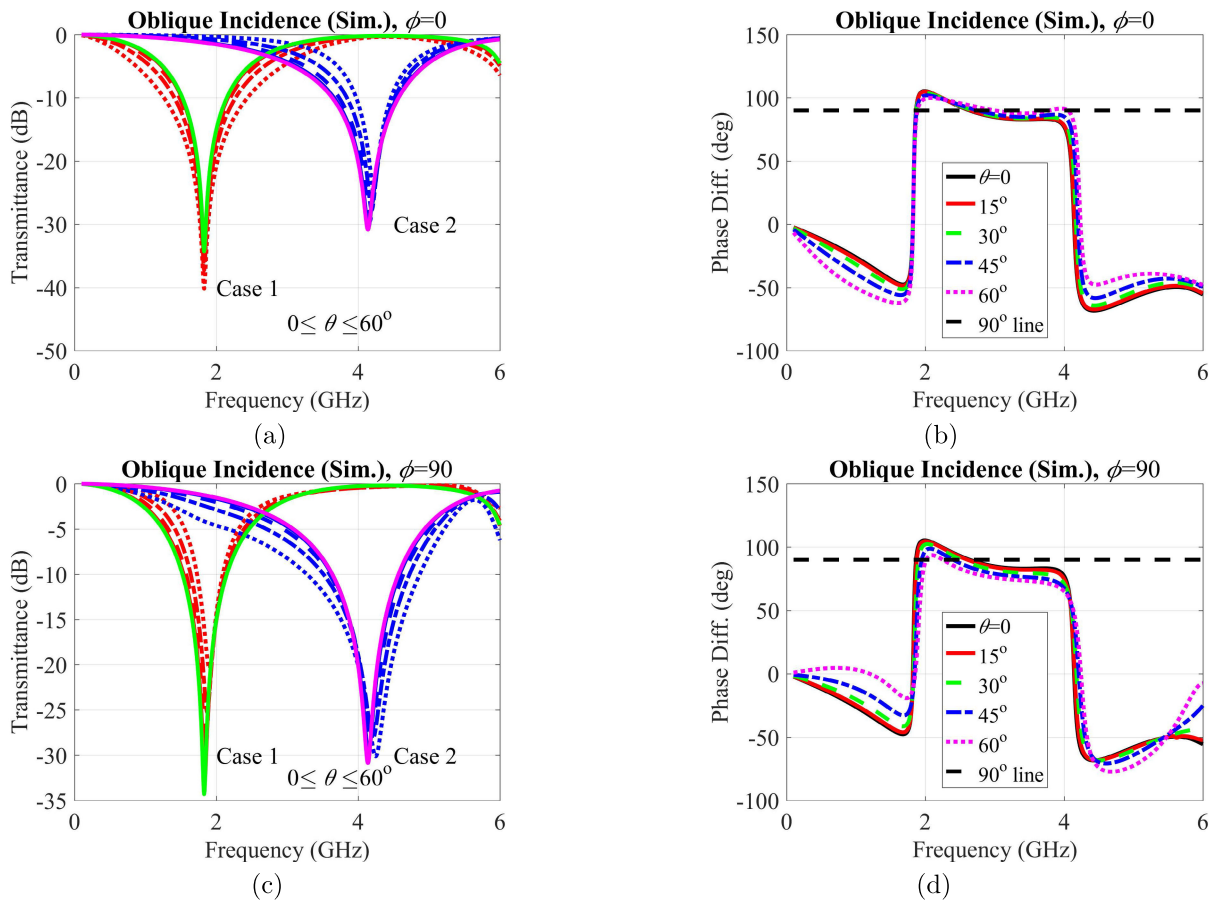 Oblique Incidence (Sim.), ϕ=0
0
-10
-20
-30
-40
-50
Transmittance (dB)
Case 1
Case 2
0≤ θ ≤60°
0
2
4
6
Frequency (GHz)
(a)
Oblique Incidence (Sim.), ϕ=0
150
100
50
0
-50
-100
Phase Diff. (deg)
θ=0
15°
30°
45°
60°
90° line
0
2
4
6
Frequency (GHz)
(b)
Oblique Incidence (Sim.), ϕ=90
0
-5
-10
-15
-20
-25
-30
-35
Transmittance (dB)
Case 1
Case 2
0≤ θ ≤60°
0
2
4
6
Frequency (GHz)
(c)
Oblique Incidence (Sim.), ϕ=90
150
100
50
0
-50
-100
Phase Diff. (deg)
θ=0
15°
30°
45°
60°
90° line
0
2
4
6
Frequency (GHz)
(d)